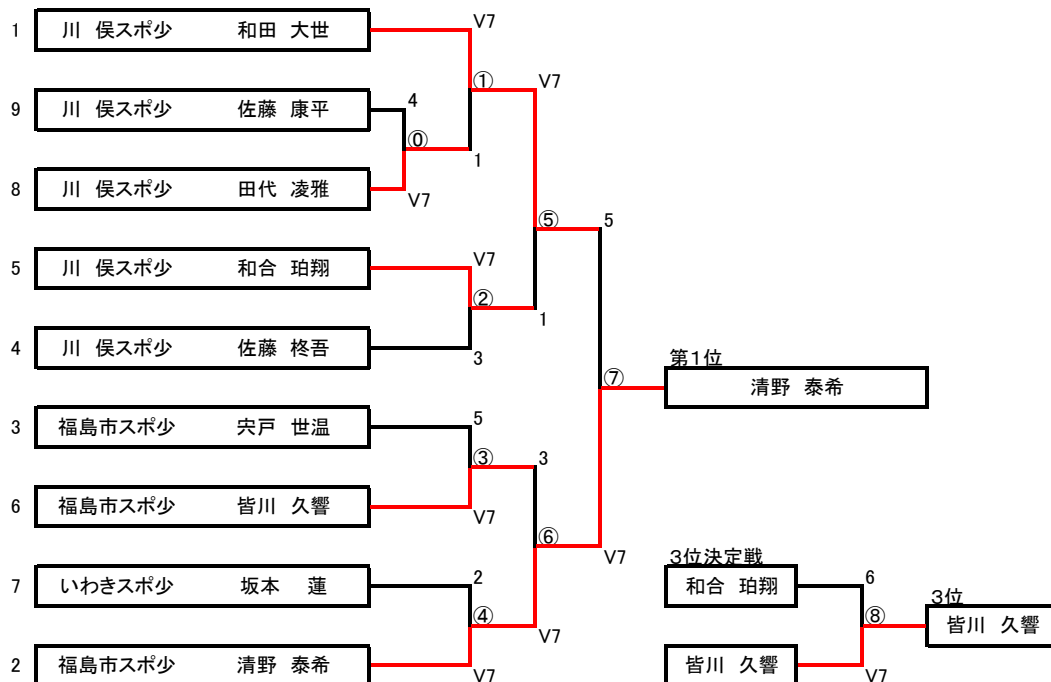 1 川 俣スポ少 和田 大世 V7
①
V7
9 川 俣スポ少 佐藤 康平 4
⓪
1
8 川 俣スポ少 田代 凌雅 V7
⑤
5
5 川 俣スポ少 和合 珀翔 V7
②
1
4 川 俣スポ少 佐藤 柊吾 3
第1位
⑦
清野 泰希
3 福島市スポ少 宍戸 世温 5
③
3
6 福島市スポ少 皆川 久響 V7
⑥
V7
7 いわきスポ少 坂本 蓮 2
④
V7
2 福島市スポ少 清野 泰希 V7
3位決定戦
和合 珀翔 6
⑧
3位
皆川 久響
皆川 久響 V7